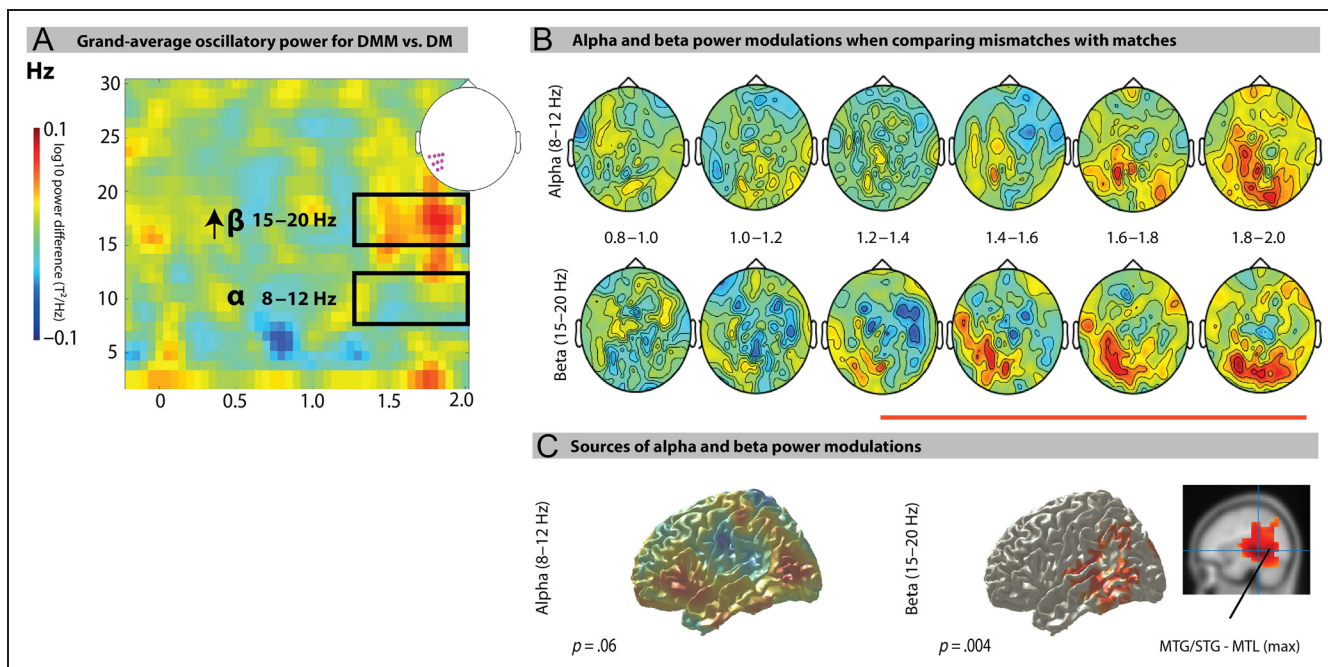 A Grand-average oscillatory power for DMM vs. DM
Hz
30
25
20
15
10
5
0 0.5 1.0 1.5 2.0
0.1
log10 power difference (T²/Hz)
−0.1
β 15−20 Hz
α 8−12 Hz
B Alpha and beta power modulations when comparing mismatches with matches
Alpha (8−12 Hz)
0.8−1.0 1.0−1.2 1.2−1.4 1.4−1.6 1.6−1.8 1.8−2.0
Beta (15−20 Hz)
C Sources of alpha and beta power modulations
Alpha (8−12 Hz)
p = .06
Beta (15−20 Hz)
p = .004
MTG/STG - MTL (max)